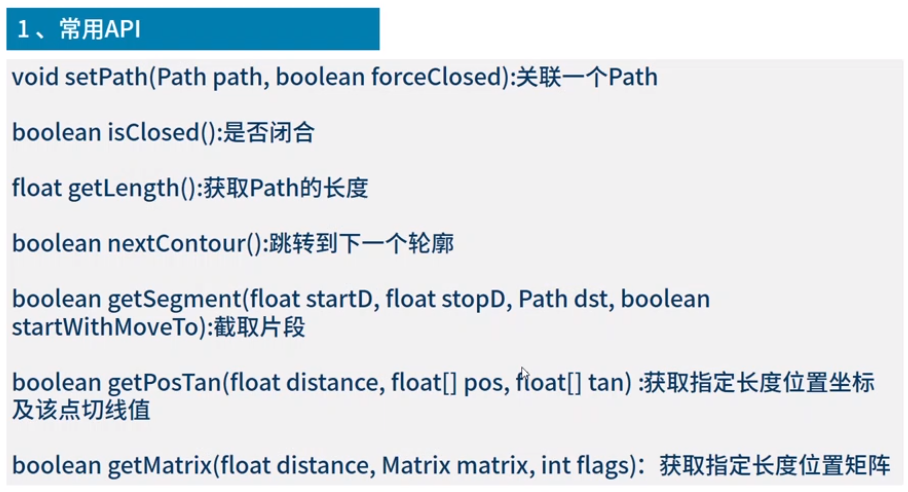 1、常用API
void setPath(Path path, boolean forceClosed):关联一个Path
boolean isClosed():是否闭合
float getLength():获取Path的长度
boolean nextContour():跳转到下一个轮廓
boolean getSegment(float startD, float stopD, Path dst, boolean
startWithMoveTo):截取片段
boolean getPosTan(float distance, float[] pos, float[] tan) :获取指定长度位置坐标
及该点切线值
boolean getMatrix(float distance, Matrix matrix, int flags)：获取指定长度位置矩阵